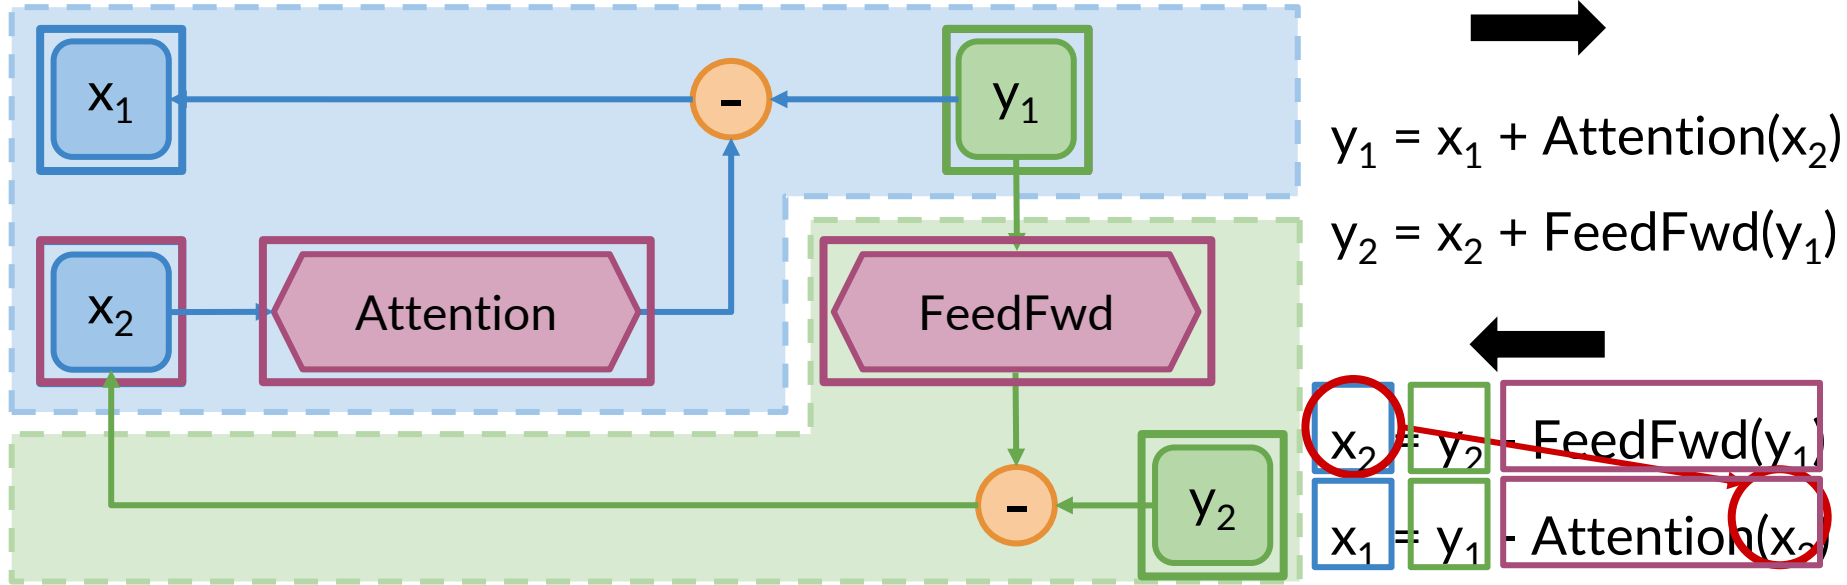 x₁
-
y₁
x₂
Attention
FeedFwd
-
y₂
y₁ = x₁ + Attention(x₂)
y₂ = x₂ + FeedFwd(y₁)
x₂ = y₂ - FeedFwd(y₁)
x₁ = y₁ - Attention(x₂)